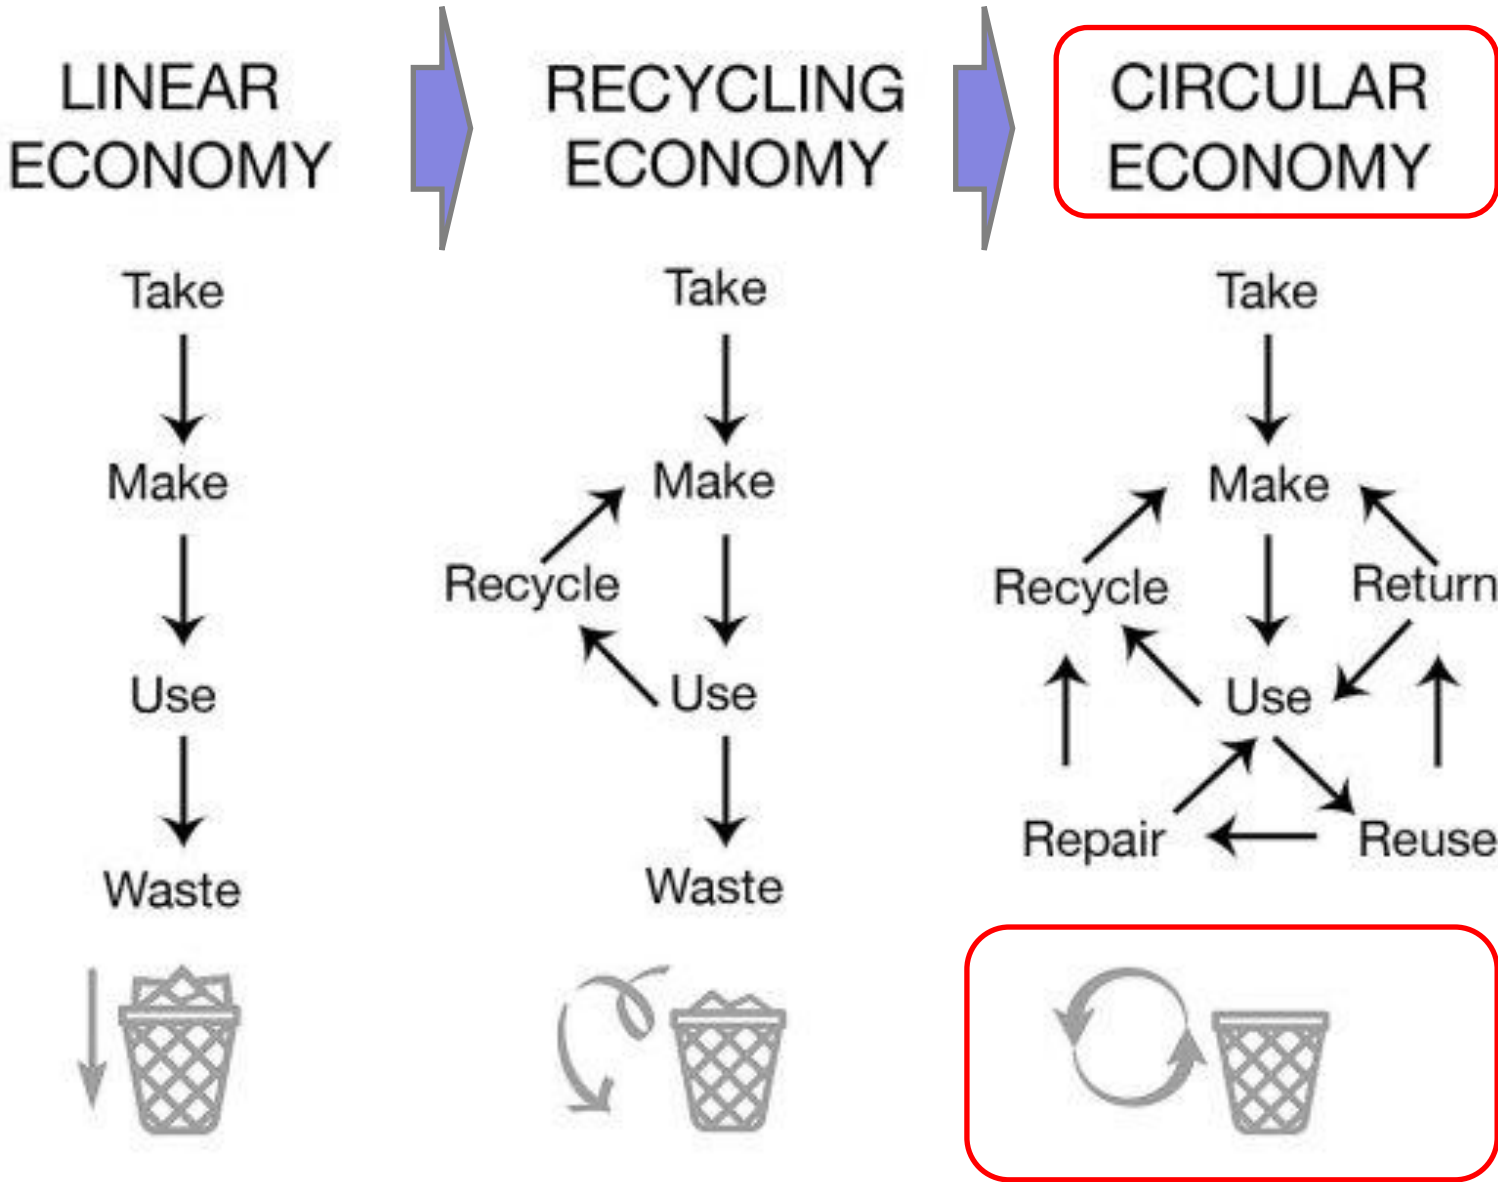 LINEAR
ECONOMY
Take
Make
Use
Waste
RECYCLING
ECONOMY
Take
Make
Recycle
Use
Waste
CIRCULAR
ECONOMY
Take
Make
Recycle
Return
Use
Repair
Reuse